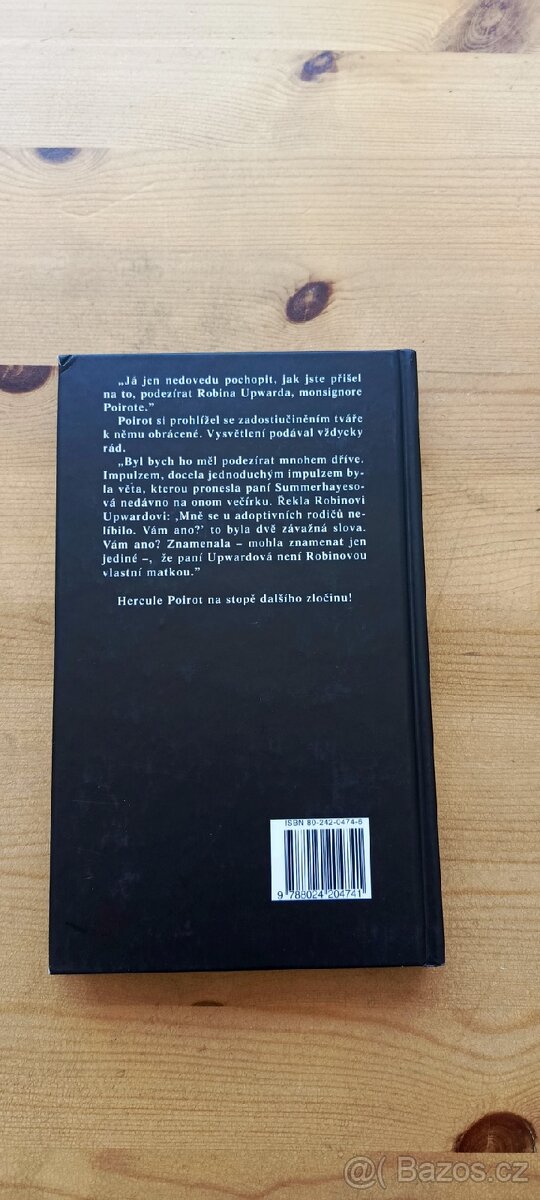 „Já jen nedovedu pochopit, jak jste přišel
na to, podezírat Robina Upwarda, monsignore
Poirote.”
Poirot si prohlížel se zadostiučiněním tváře
k němu obrácené. Vysvětlení podával vždycky
rád.
„Byl bych ho měl podezírat mnohem dříve.
Impulzem, docela jednoduchým impulzem by-
la věta, kterou pronesla paní Summerhayeso-
vá nedávno na onom večírku. Řekla Robinovi
Upwardovi: ‚Mně se u adoptivních rodičů ne-
líbilo. Vám ano?’ to byla dvě závažná slova.
Vám ano? Znamenala – mohla znamenat jen
jediné –, že paní Upwardová není Robinovou
vlastní matkou.”
Hercule Poirot na stopě dalšího zločinu!
ISBN 80-242-0474-6
9 788024 204741
Bazos.cz